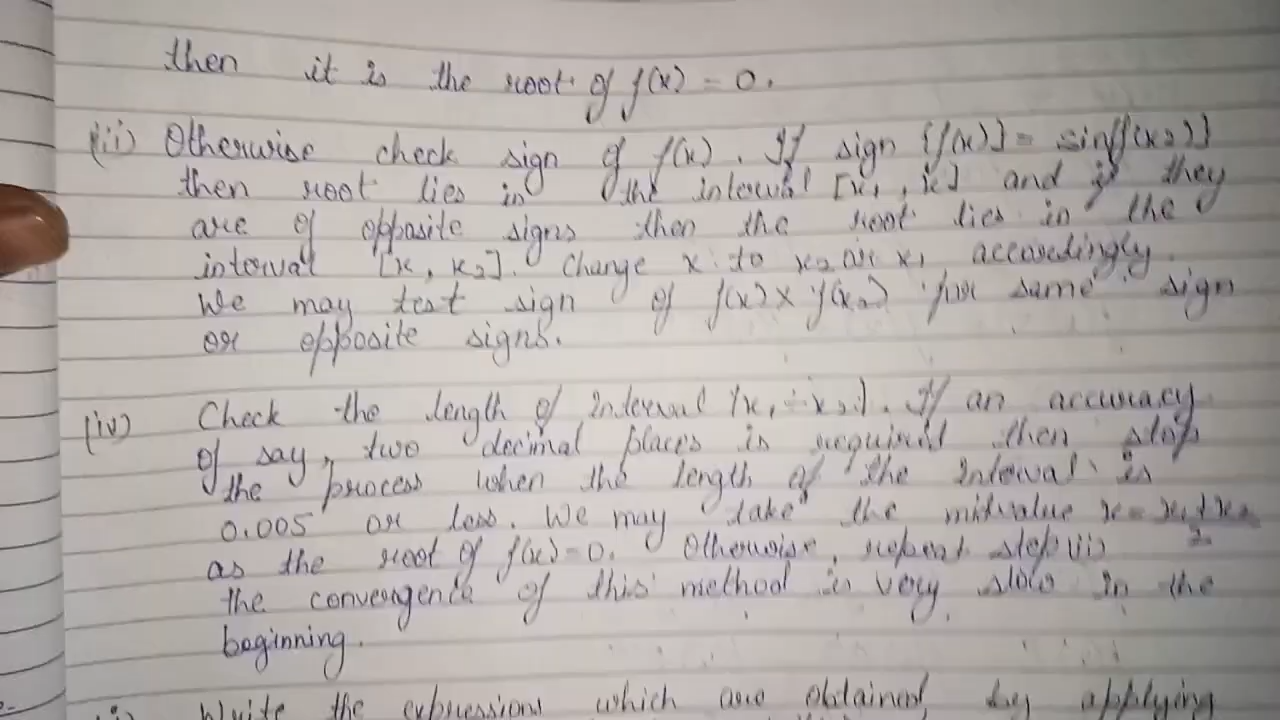 then it is the root of f(x) = 0.
(iii) Otherwise check sign of f(x). If sign {f(x)} = sin{f(x2)}
then root lies in the interval [x1, x] and if they
are of opposite signs then the root lies in the
interval [x, x2]. Change x to x2 or x1 accordingly.
We may test sign of f(x) x f(x2) for same sign
or opposite signs.
(iv) Check the length of interval |x1 - x2|. If an accuracy
of say, two decimal places is required then stop
the process when the length of the interval is
0.005 or less. We may take the midvalue x = x1 + x2 / 2
as the root of f(x) = 0. Otherwise, repeat step (i)
the convergence of this method is very slow in the
beginning.
Write the expressions which are obtained by applying